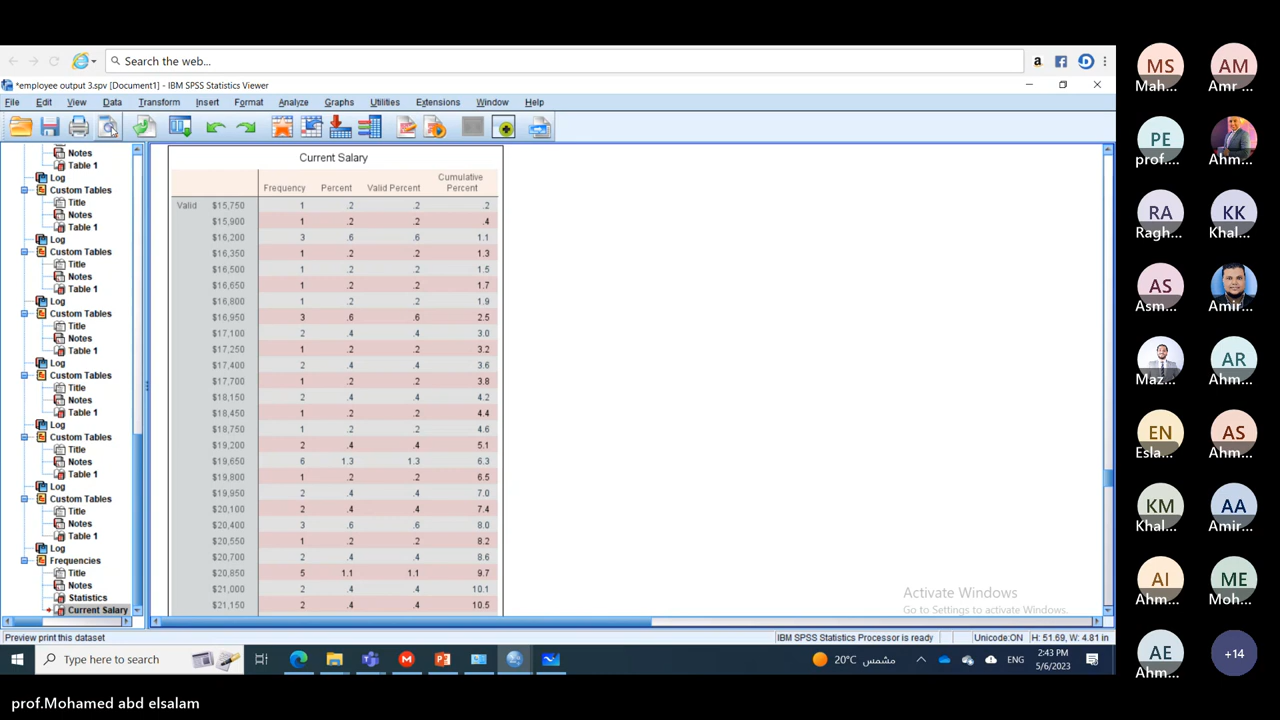 Search the web...
*employee output 3.spv [Document1] - IBM SPSS Statistics Viewer
File Edit View Data Transform Insert Format Analyze Graphs Utilities Extensions Window Help
Notes
Table 1
Log
Custom Tables
Title
Notes
Table 1
Log
Custom Tables
Title
Notes
Table 1
Log
Custom Tables
Title
Notes
Table 1
Log
Custom Tables
Title
Notes
Table 1
Log
Custom Tables
Title
Notes
Table 1
Log
Custom Tables
Title
Notes
Table 1
Log
Frequencies
Title
Notes
Statistics
Current Salary
Current Salary
Frequency Percent Valid Percent Cumulative Percent
Valid $15,750 1 .2 .2 .2
$15,900 1 .2 .2 .4
$16,200 3 .6 .6 1.1
$16,350 1 .2 .2 1.3
$16,500 1 .2 .2 1.5
$16,650 1 .2 .2 1.7
$16,800 1 .2 .2 1.9
$16,950 3 .6 .6 2.5
$17,100 2 .4 .4 3.0
$17,250 1 .2 .2 3.2
$17,400 2 .4 .4 3.6
$17,700 1 .2 .2 3.8
$18,150 2 .4 .4 4.2
$18,450 1 .2 .2 4.4
$18,750 1 .2 .2 4.6
$19,200 2 .4 .4 5.1
$19,650 6 1.3 1.3 6.3
$19,800 1 .2 .2 6.5
$19,950 2 .4 .4 7.0
$20,100 2 .4 .4 7.4
$20,400 3 .6 .6 8.0
$20,550 1 .2 .2 8.2
$20,700 2 .4 .4 8.6
$20,850 5 1.1 1.1 9.7
$21,000 2 .4 .4 10.1
$21,150 2 .4 .4 10.5
Activate Windows
Go to Settings to activate Windows.
Preview print this dataset
IBM SPSS Statistics Processor is ready
Unicode:ON
H: 51.69, W: 4.81 in
Type here to search
20°C مشمس
ENG
2:43 PM
5/6/2023
MS
Mah...
AM
Amr ...
PE
prof....
Ahm...
RA
Ragh...
KK
Khal...
AS
Asm...
Amir...
Maz...
AR
Ahm...
EN
Esla...
AS
Ahm...
KM
Khal...
AA
Amir...
AI
Ahm...
ME
Moh...
AE
Ahm...
+14
prof.Mohamed abd elsalam